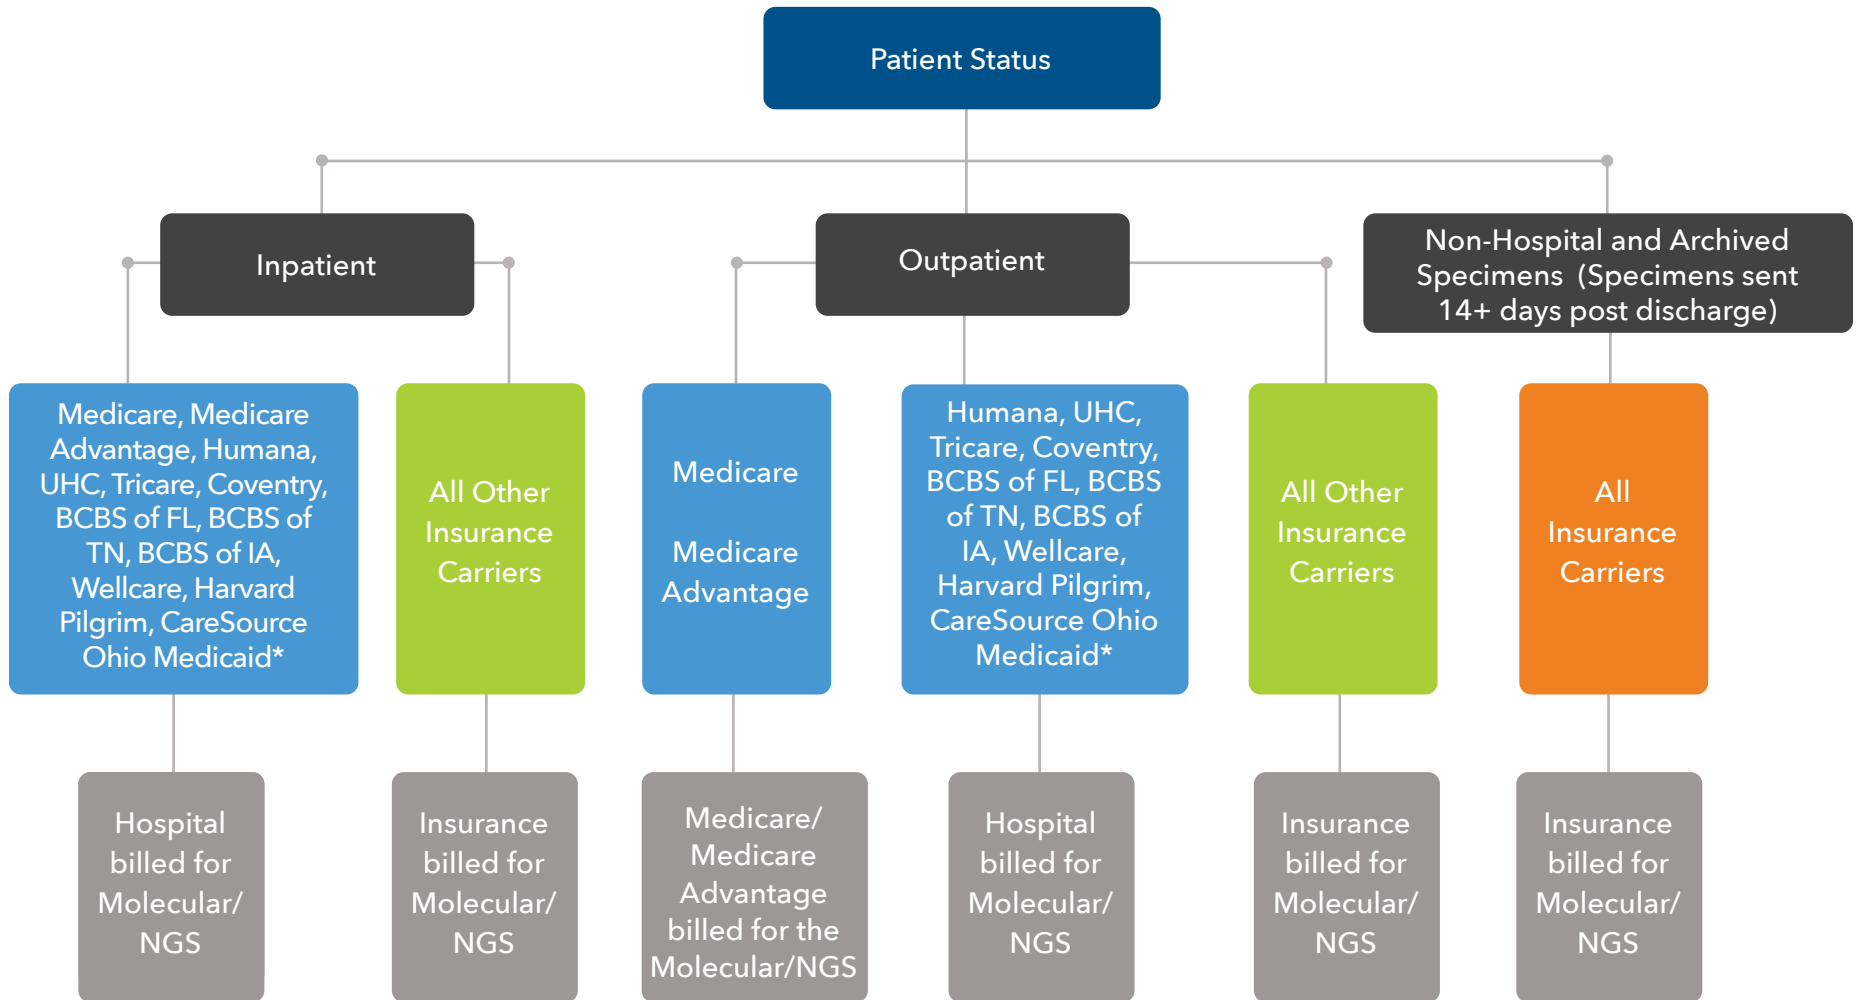 Patient Status
Inpatient
Outpatient
Non-Hospital and Archived
Specimens  (Specimens sent
14+ days post discharge)
Medicare, Medicare
Advantage, Humana,
UHC, Tricare, Coventry,
BCBS of FL, BCBS of
TN, BCBS of IA,
Wellcare, Harvard
Pilgrim, CareSource
Ohio Medicaid*
All Other
Insurance
Carriers
Medicare
Medicare
Advantage
Humana, UHC,
Tricare, Coventry,
BCBS of FL, BCBS
of TN, BCBS of
IA, Wellcare,
Harvard Pilgrim,
CareSource Ohio
Medicaid*
All Other
Insurance
Carriers
All
Insurance
Carriers
Hospital
billed for
Molecular/
NGS
Insurance
billed for
Molecular/
NGS
Medicare/
Medicare
Advantage
billed for the
Molecular/NGS
Hospital
billed for
Molecular/
NGS
Insurance
billed for
Molecular/
NGS
Insurance
billed for
Molecular/
NGS